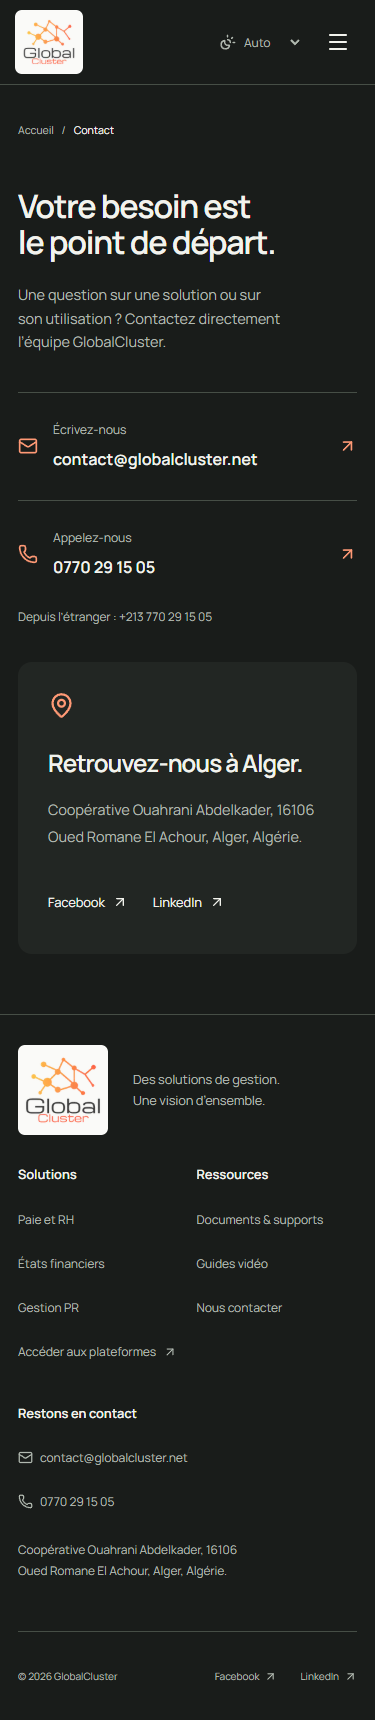 Global
Cluster
Auto
Accueil / Contact
Votre besoin est
le point de départ.
Une question sur une solution ou sur
son utilisation ? Contactez directement
l'équipe GlobalCluster.
Écrivez-nous
contact@globalcluster.net
Appelez-nous
0770 29 15 05
Depuis l'étranger : +213 770 29 15 05
Retrouvez-nous à Alger.
Coopérative Ouahrani Abdelkader, 16106
Oued Romane El Achour, Alger, Algérie.
Facebook LinkedIn
Global
Cluster
Des solutions de gestion.
Une vision d'ensemble.
Solutions
Paie et RH
États financiers
Gestion PR
Accéder aux plateformes
Ressources
Documents & supports
Guides vidéo
Nous contacter
Restons en contact
contact@globalcluster.net
0770 29 15 05
Coopérative Ouahrani Abdelkader, 16106
Oued Romane El Achour, Alger, Algérie.
© 2026 GlobalCluster Facebook LinkedIn